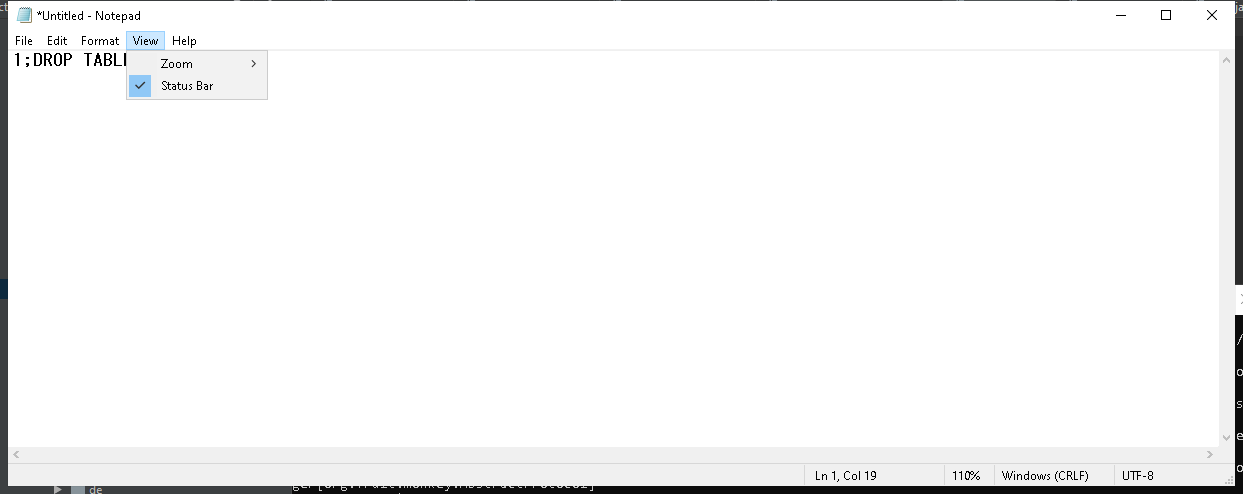 *Untitled - Notepad
File Edit Format View Help
1;DROP TABL
Zoom
Status Bar
Ln 1, Col 19
110%
Windows (CRLF)
UTF-8
de